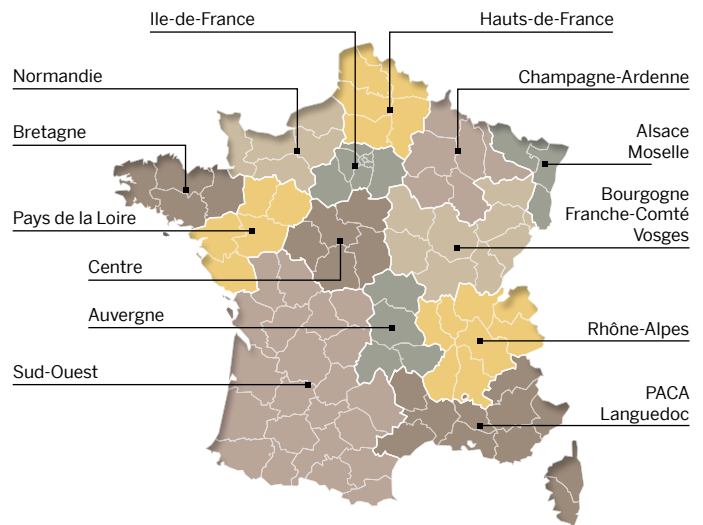 Ile-de-France
Hauts-de-France
Normandie
Champagne-Ardenne
Bretagne
Alsace
Moselle
Bourgogne
Franche-Comté
Vosges
Pays de la Loire
Centre
Auvergne
Rhône-Alpes
Sud-Ouest
PACA
Languedoc